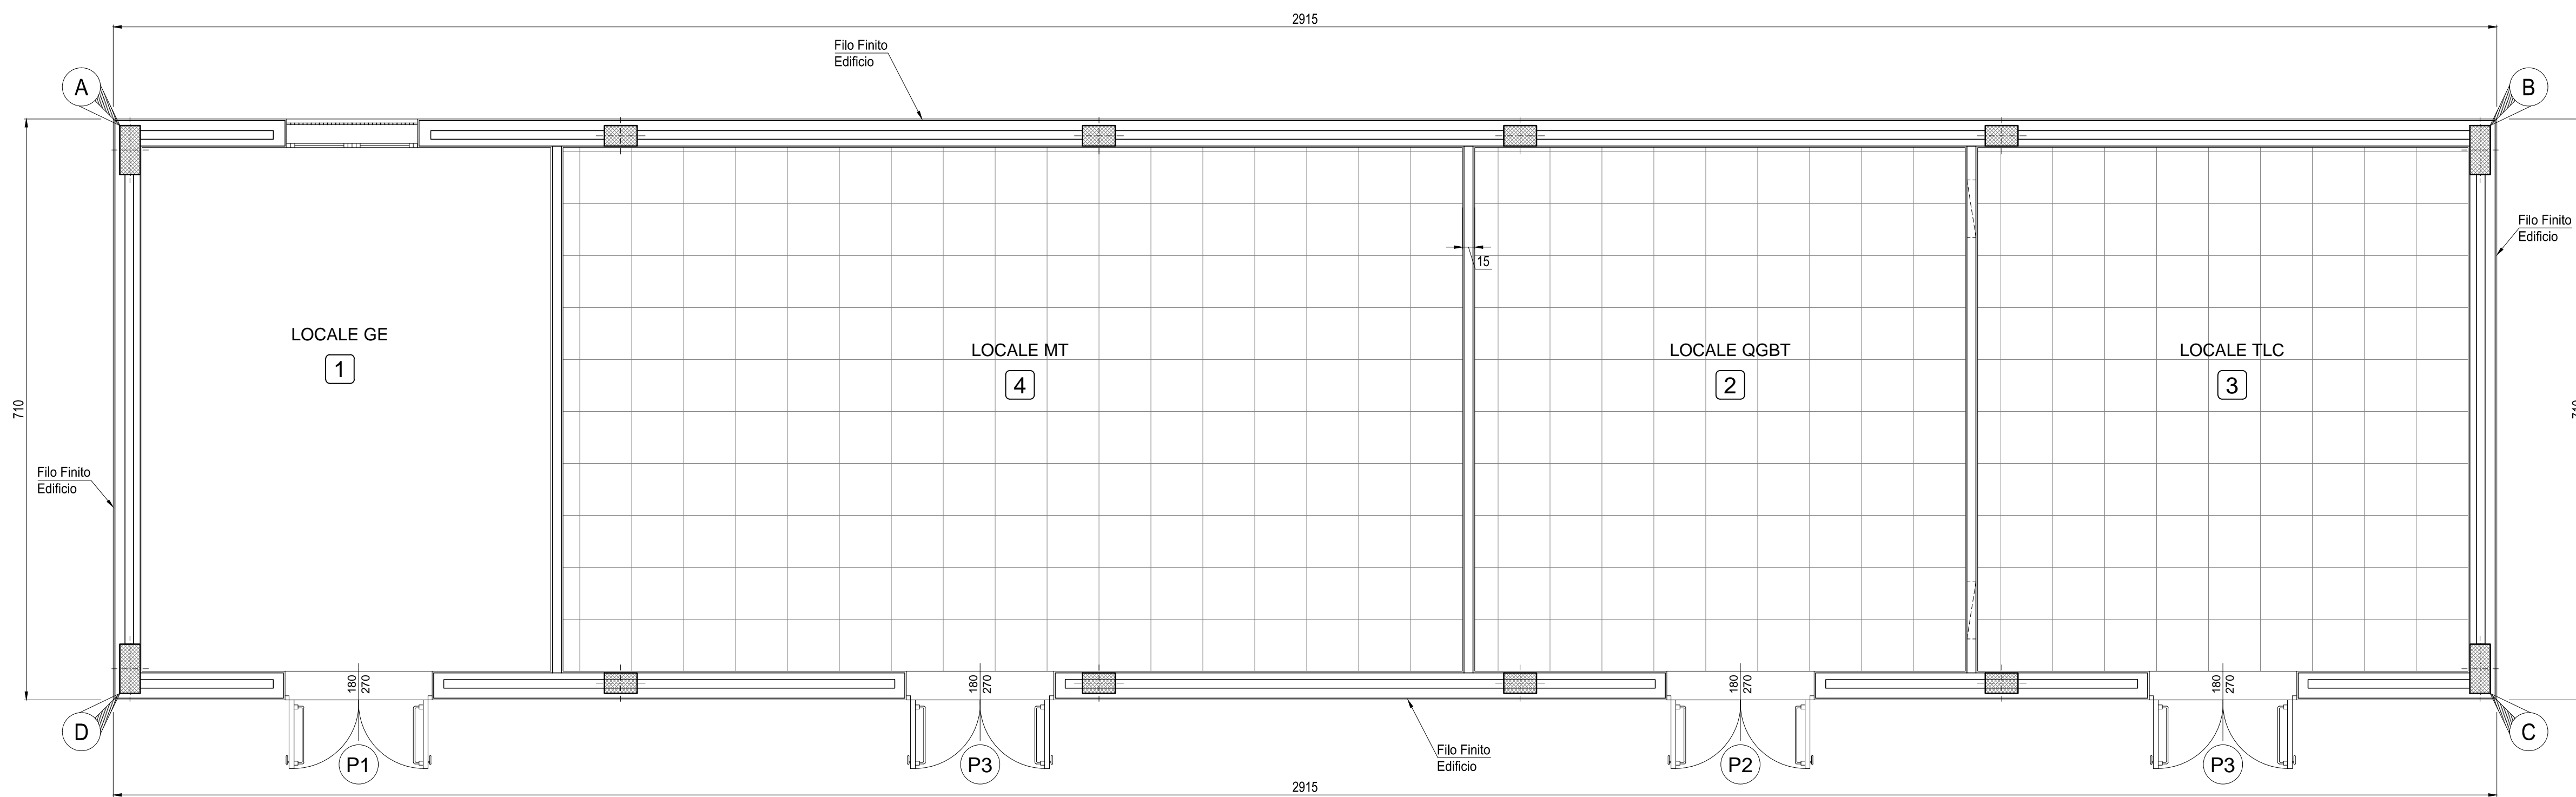 2915
Filo Finito
Edificio
A
B
Filo Finito
Edificio
15
LOCALE GE
1
LOCALE MT
4
LOCALE QGBT
2
LOCALE TLC
3
710
710
Filo Finito
Edificio
180
270
180
270
180
270
180
270
D
C
P1
P3
P2
P3
Filo Finito
Edificio
2915